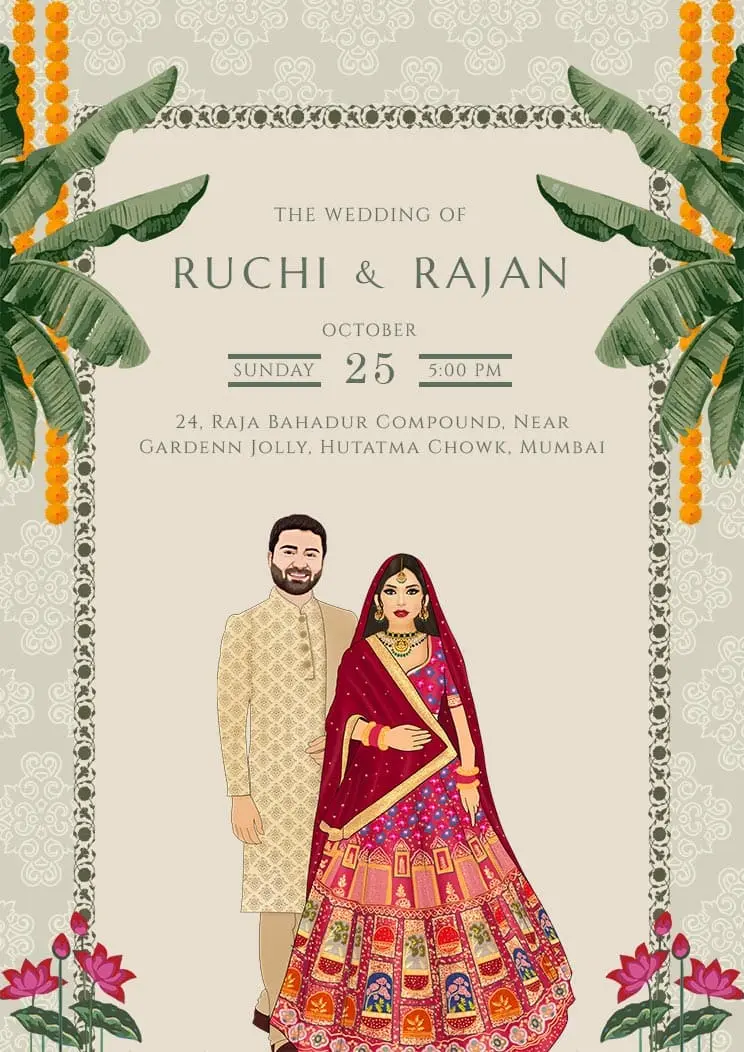 THE WEDDING OF
RUCHI & RAJAN
OCTOBER
SUNDAY 25 5:00 PM
24, Raja Bahadur Compound, Near
Gardenn Jolly, Hutatma Chowk, Mumbai